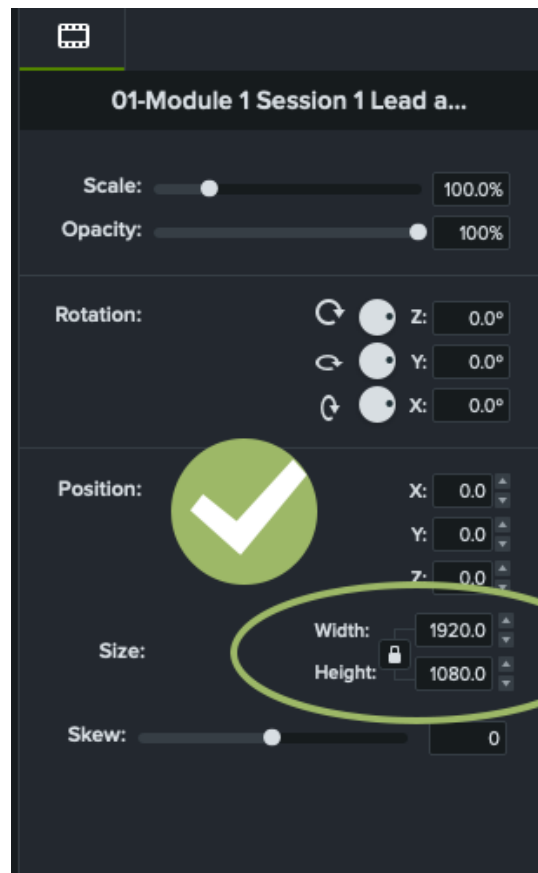 01-Module 1 Session 1 Lead a...
Scale: 100.0%
Opacity: 100%
Rotation: Z: 0.0°
Y: 0.0°
X: 0.0°
Position: X: 0.0
Y: 0.0
Z: 0.0
Size: Width: 1920.0
Height: 1080.0
Skew: 0